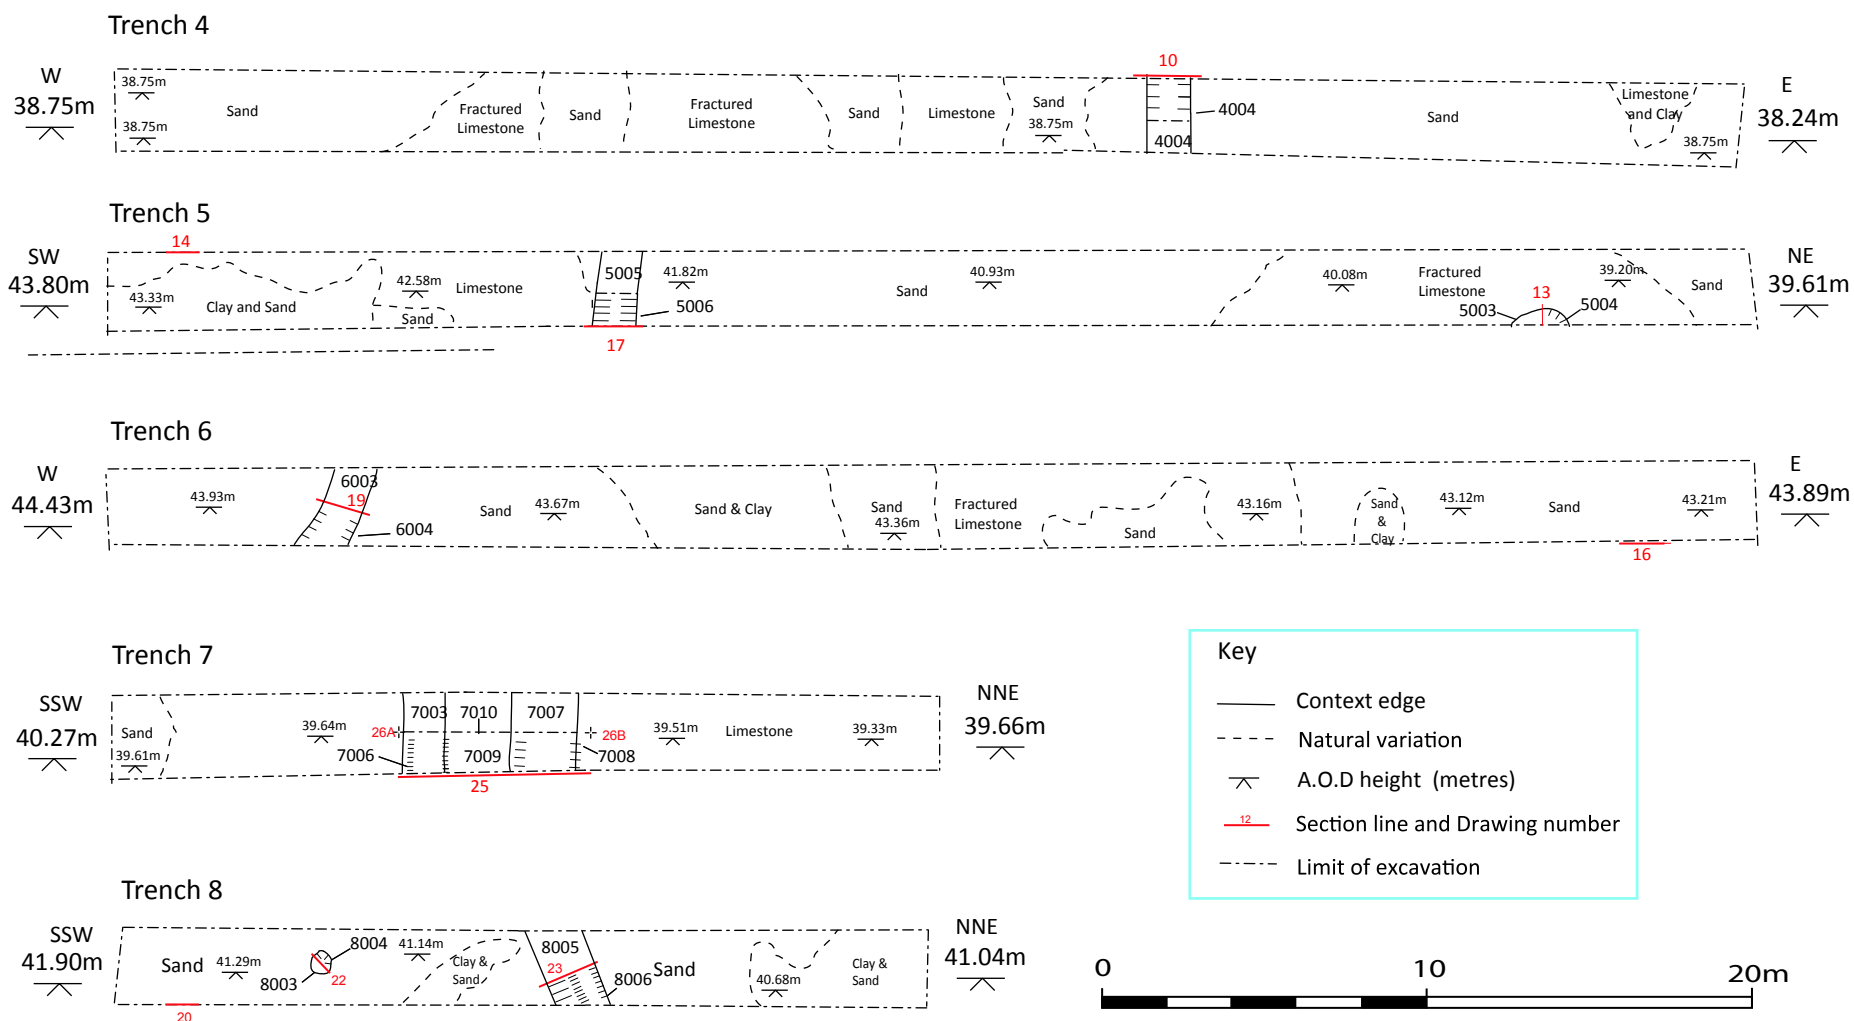 Trench 4
W
38.75m
38.75m
38.75m
Sand
Fractured
Limestone
Sand
Fractured
Limestone
Sand
Limestone
Sand
38.75m
10
4004
4004
Sand
Limestone
and Clay
38.75m
E
38.24m
Trench 5
SW
43.80m
14
43.33m
Clay and Sand
42.58m
Sand
Limestone
5005
5006
17
41.82m
Sand
40.93m
40.08m
Fractured
Limestone
5003
13
5004
39.20m
Sand
NE
39.61m
Trench 6
W
44.43m
43.93m
6003
19
6004
Sand
43.67m
Sand & Clay
Sand
43.36m
Fractured
Limestone
Sand
43.16m
Sand
&
Clay
43.12m
Sand
43.21m
16
E
43.89m
Trench 7
SSW
40.27m
Sand
39.61m
39.64m
26A
7003
7010
7007
7006
7009
7008
26B
25
39.51m
Limestone
39.33m
NNE
39.66m
Trench 8
SSW
41.90m
Sand
20
41.29m
8003
8004
22
41.14m
Clay &
Sand
8005
23
8006
Sand
40.68m
Clay &
Sand
NNE
41.04m
Key
Context edge
Natural variation
A.O.D height (metres)
12
Section line and Drawing number
Limit of excavation
0
10
20m